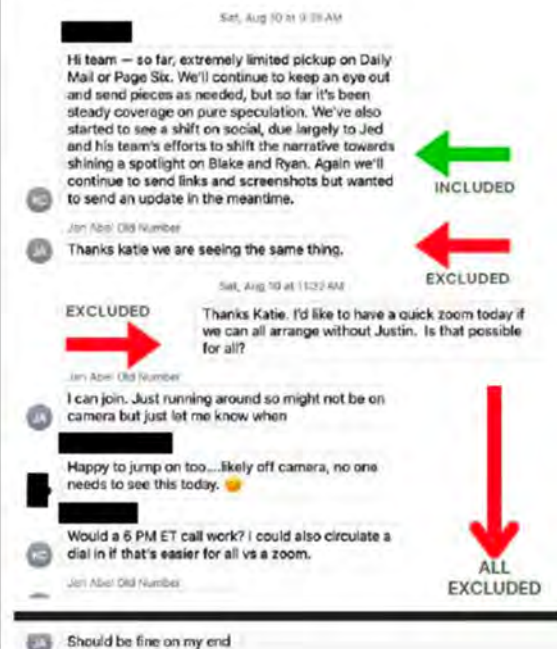 Sat, Aug 10 at 9:39 AM
Hi team — so far, extremely limited pickup on Daily
Mail or Page Six. We'll continue to keep an eye out
and send pieces as needed, but so far it's been
steady coverage on pure speculation. We've also
started to see a shift on social, due largely to Jed
and his team's efforts to shift the narrative towards
shining a spotlight on Blake and Ryan. Again we'll
continue to send links and screenshots but wanted
to send an update in the meantime.
INCLUDED
KC
Jen Abel Old Number
JA
Thanks katie we are seeing the same thing.
EXCLUDED
Sat, Aug 10 at 11:32 AM
EXCLUDED
Thanks Katie. I'd like to have a quick zoom today if
we can all arrange without Justin. Is that possible
for all?
Jen Abel Old Number
I can join. Just running around so might not be on
JA
camera but just let me know when
Happy to jump on too....likely off camera, no one
needs to see this today. 😊
Would a 6 PM ET call work? I could also circulate a
KC
dial in if that's easier for all vs a zoom.
ALL
EXCLUDED
Jen Abel Old Number
JA
Should be fine on my end